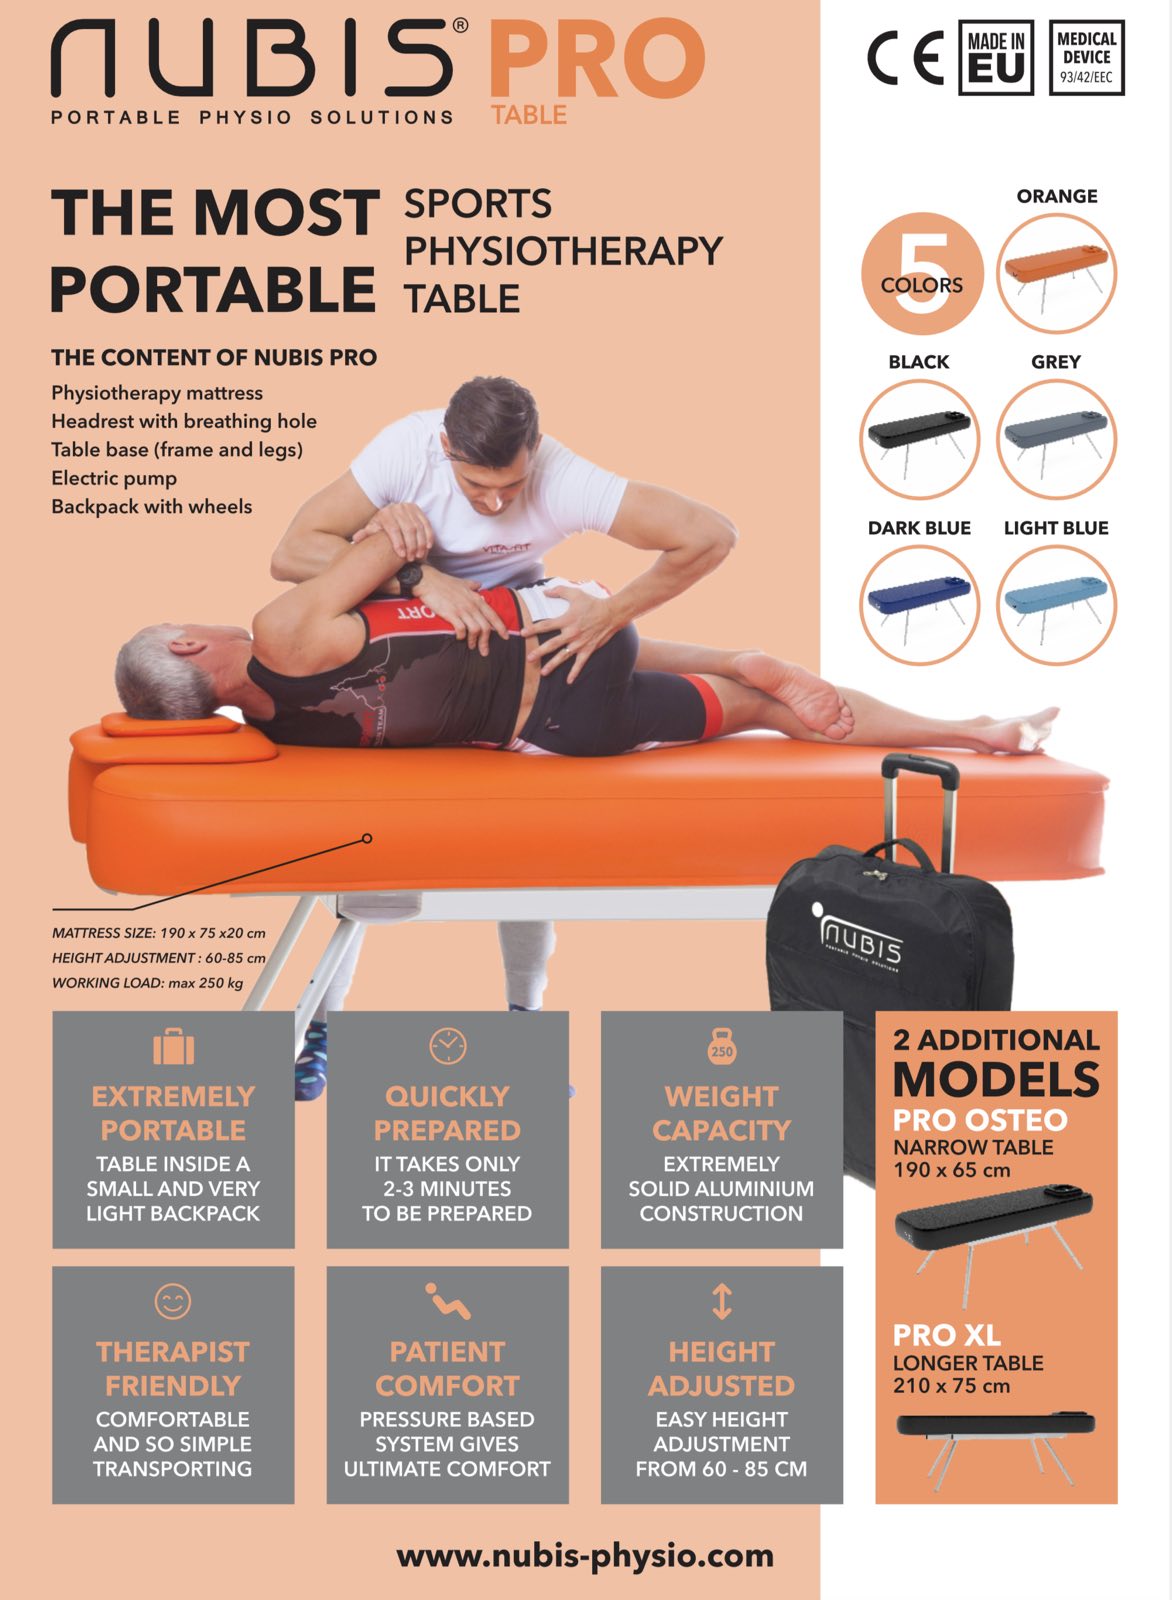 NUBIS® PRO
PORTABLE PHYSIO SOLUTIONS
TABLE
CE
MADE IN
EU
MEDICAL
DEVICE
93/42/EEC
THE MOST
PORTABLE
SPORTS
PHYSIOTHERAPY
TABLE
THE CONTENT OF NUBIS PRO
Physiotherapy mattress
Headrest with breathing hole
Table base (frame and legs)
Electric pump
Backpack with wheels
5
COLORS
ORANGE
BLACK
GREY
DARK BLUE
LIGHT BLUE
NUBIS
PORTABLE PHYSIO SOLUTIONS
MATTRESS SIZE: 190 x 75 x20 cm
HEIGHT ADJUSTMENT : 60-85 cm
WORKING LOAD: max 250 kg
EXTREMELY
PORTABLE
TABLE INSIDE A
SMALL AND VERY
LIGHT BACKPACK
QUICKLY
PREPARED
IT TAKES ONLY
2-3 MINUTES
TO BE PREPARED
250
WEIGHT
CAPACITY
EXTREMELY
SOLID ALUMINIUM
CONSTRUCTION
THERAPIST
FRIENDLY
COMFORTABLE
AND SO SIMPLE
TRANSPORTING
PATIENT
COMFORT
PRESSURE BASED
SYSTEM GIVES
ULTIMATE COMFORT
HEIGHT
ADJUSTED
EASY HEIGHT
ADJUSTMENT
FROM 60 - 85 CM
2 ADDITIONAL
MODELS
PRO OSTEO
NARROW TABLE
190 x 65 cm
PRO XL
LONGER TABLE
210 x 75 cm
www.nubis-physio.com